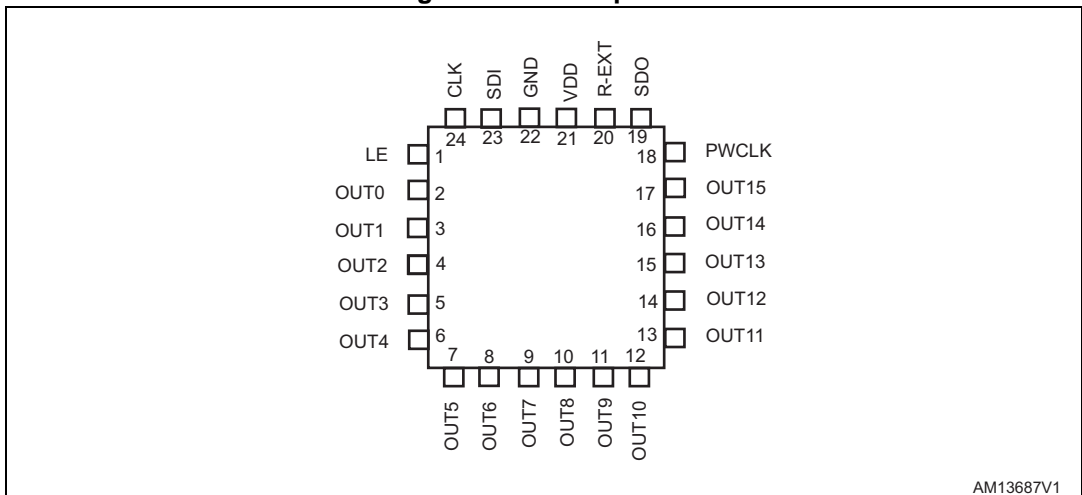 CLK SDI GND VDD R-EXT SDO
24 23 22 21 20 19
LE 1 18 PWCLK
OUT0 2 17 OUT15
OUT1 3 16 OUT14
OUT2 4 15 OUT13
OUT3 5 14 OUT12
OUT4 6 13 OUT11
7 8 9 10 11 12
OUT5 OUT6 OUT7 OUT8 OUT9 OUT10
AM13687V1